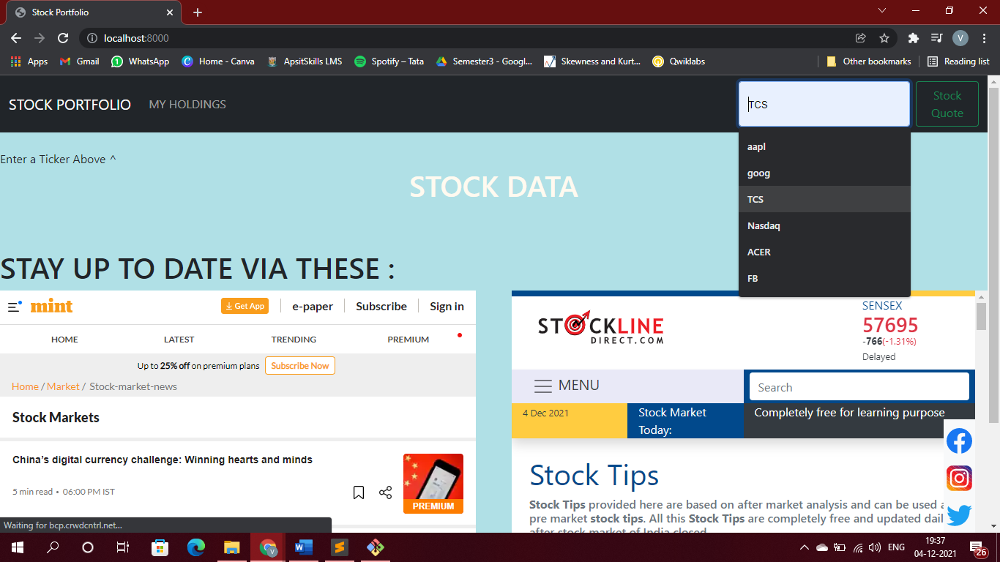 Stock Portfolio
localhost:8000
V
Apps
Gmail
WhatsApp
Home - Canva
ApsitSkills LMS
Spotify – Tata
Semester3 - Googl...
Skewness and Kurt...
Qwiklabs
Other bookmarks
Reading list
STOCK PORTFOLIO
MY HOLDINGS
TCS
Stock
Quote
aapl
goog
TCS
Nasdaq
ACER
FB
Enter a Ticker Above ^
STOCK DATA
STAY UP TO DATE VIA THESE :
mint
Get App
e-paper
Subscribe
Sign in
HOME
LATEST
TRENDING
PREMIUM
Up to 25% off on premium plans
Subscribe Now
Home / Market / Stock-market-news
Stock Markets
China’s digital currency challenge: Winning hearts and minds
5 min read • 06:00 PM IST
PREMIUM
STOCKLINE
DIRECT.COM
SENSEX
57695
-766(-1.31%)
Delayed
MENU
Search
4 Dec 2021
Stock Market
Today:
Completely free for learning purpose
Stock Tips
Stock Tips provided here are based on after market analysis and can be used
pre market stock tips. All this Stock Tips are completely free and updated dail
after stock market of India closed
Waiting for bcp.crwdcntrl.net...
V
W
S
ENG
19:37
04-12-2021
26